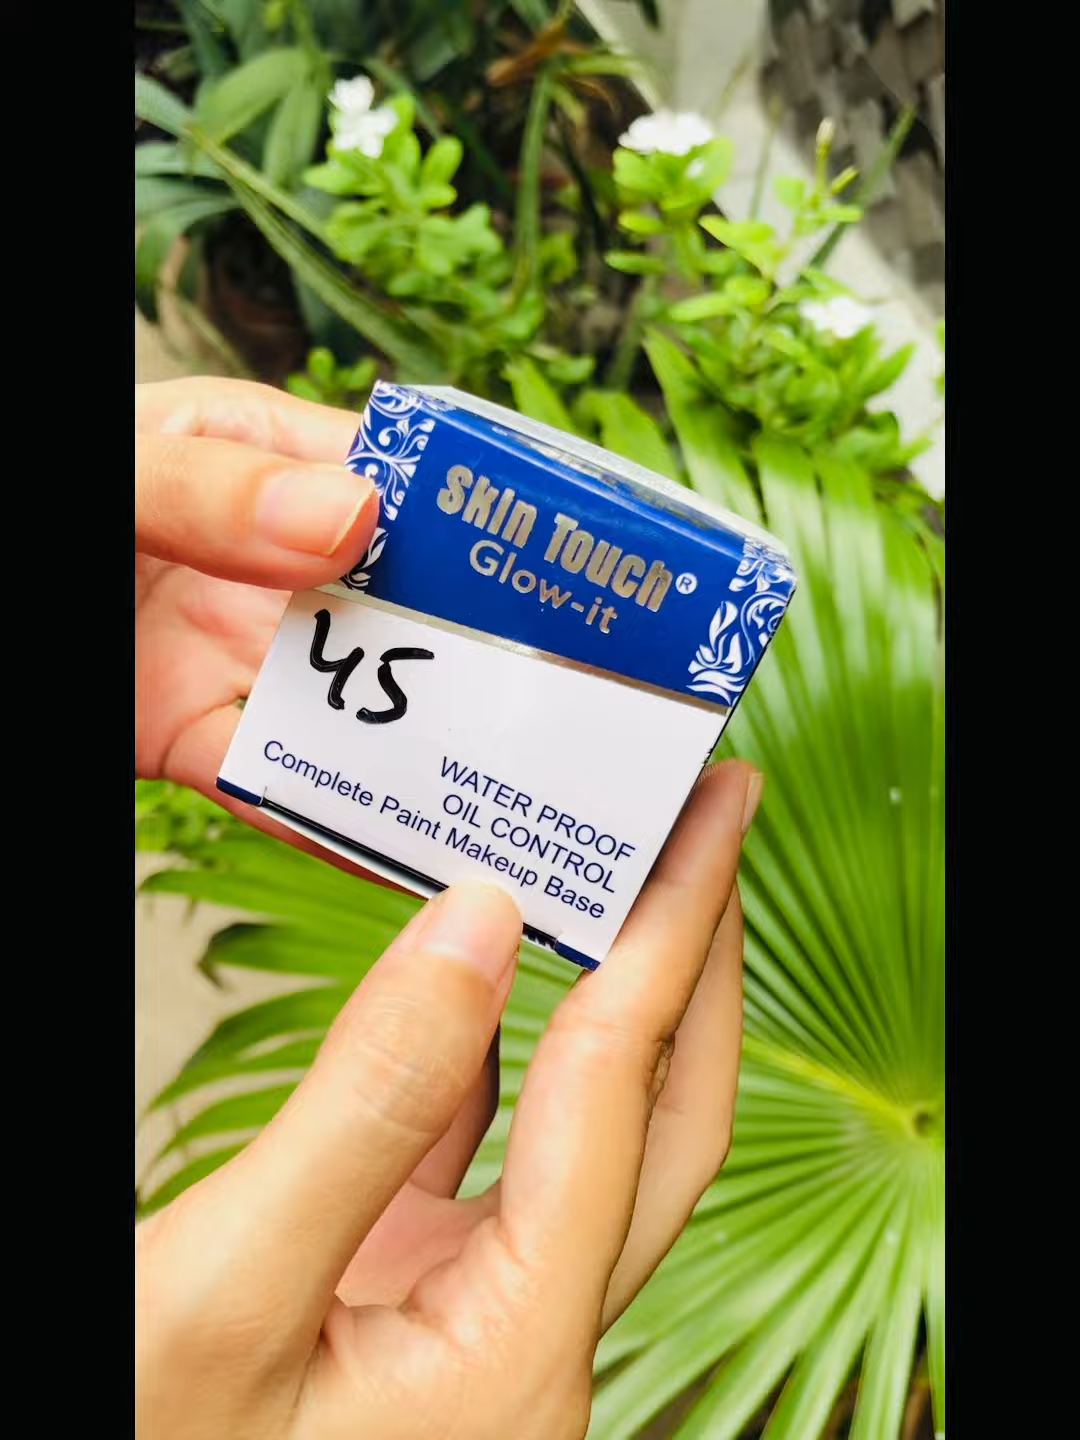 Skin Touch®
Glow-it
45
WATER PROOF
OIL CONTROL
Complete Paint Makeup Base